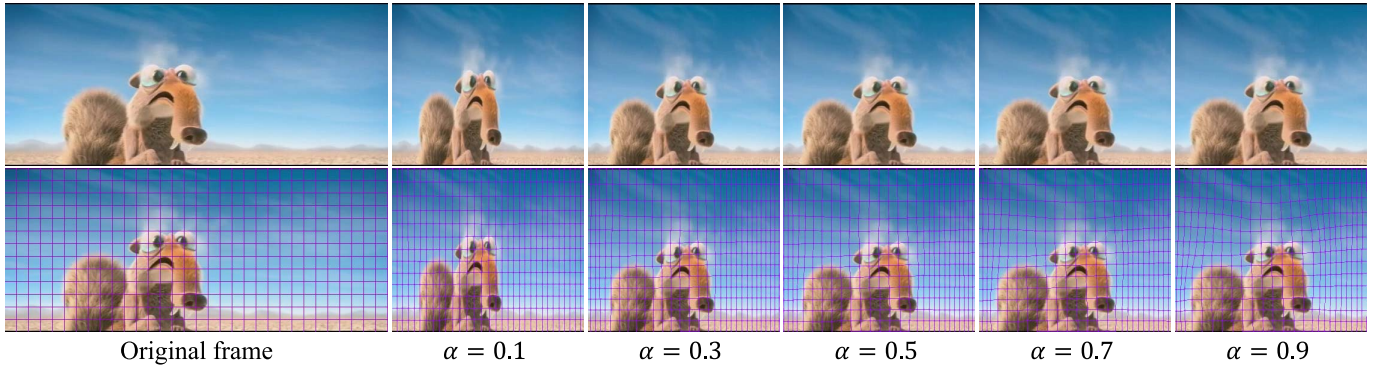 Original frame α = 0.1 α = 0.3 α = 0.5 α = 0.7 α = 0.9